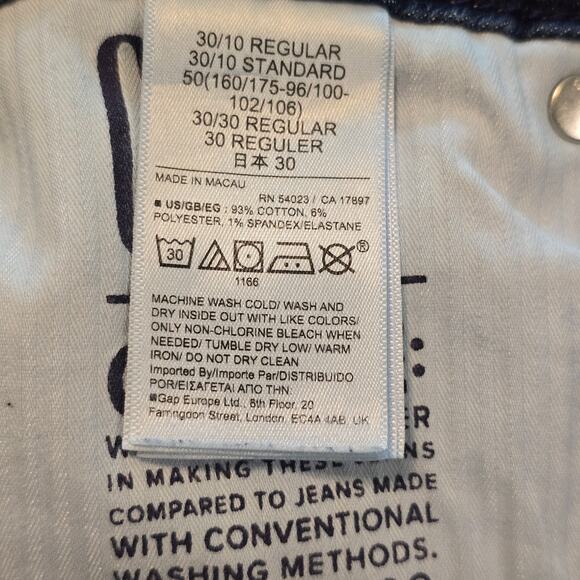 30/10 REGULAR
30/10 STANDARD
50(160/175-96/100-
102/106)
30/30 REGULAR
30 REGULER
日本 30
MADE IN MACAU
RN 54023 / CA 17897
■ US/GB/EG : 93% COTTON, 6%
POLYESTER, 1% SPANDEX/ELASTANE
30
®
1166
MACHINE WASH COLD/ WASH AND
DRY INSIDE OUT WITH LIKE COLORS/
ONLY NON-CHLORINE BLEACH WHEN
NEEDED/ TUMBLE DRY LOW/ WARM
IRON/ DO NOT DRY CLEAN
Imported By/Importe Par/DISTRIBUIDO
POR/ΕΙΣΑΓΕΤΑΙ ΑΠΟ ΤΗΝ:
■Gap Europe Ltd., 6th Floor, 20
Farringdon Street, London, EC4A 4AB, UK
IN MAKING THESE
COMPARED TO JEANS MADE
WITH CONVENTIONAL
WASHING METHODS.